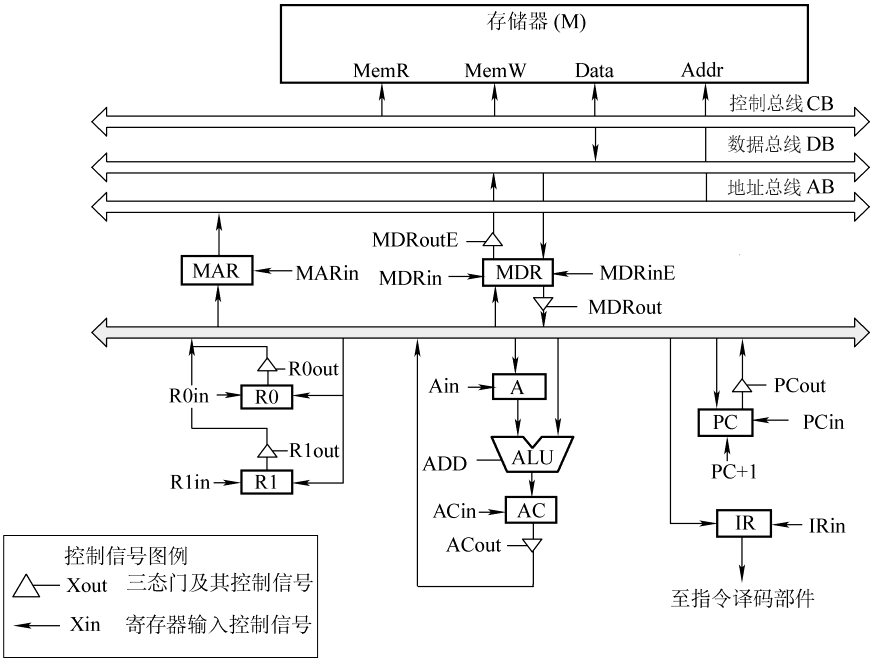 存储器 (M)
MemR MemW Data Addr
控制总线 CB
数据总线 DB
地址总线 AB
MDRoutE
MAR
MARin
MDRin
MDR
MDRinE
MDRout
R0out
R0in
R0
R1out
R1in
R1
Ain
A
ADD
ALU
ACin
AC
ACout
PCout
PC
PCin
PC+1
IR
IRin
至指令译码部件
控制信号图例
Xout 三态门及其控制信号
Xin 寄存器输入控制信号